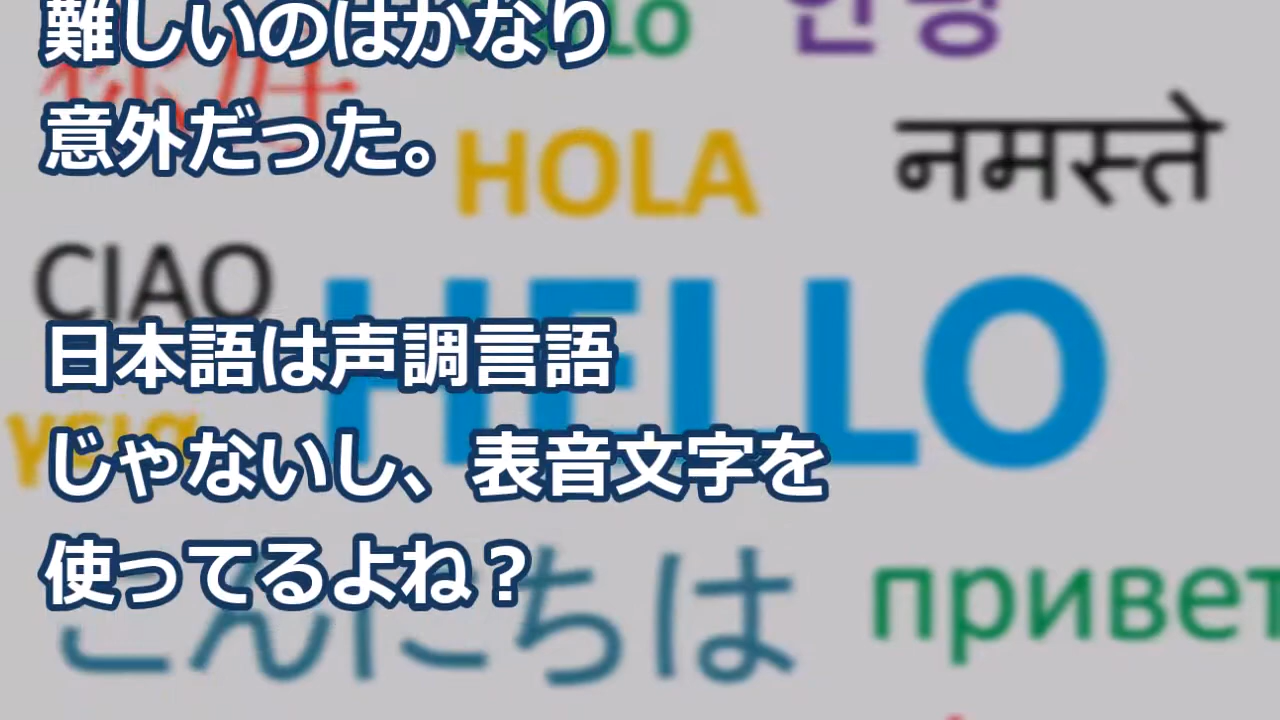 難しいのはかなり
意外だった。
HOLA
नमस्ते
CIAO
HELLO
日本語は声調言語
じゃないし、表音文字を
使ってるよね？
こんにちは
привет